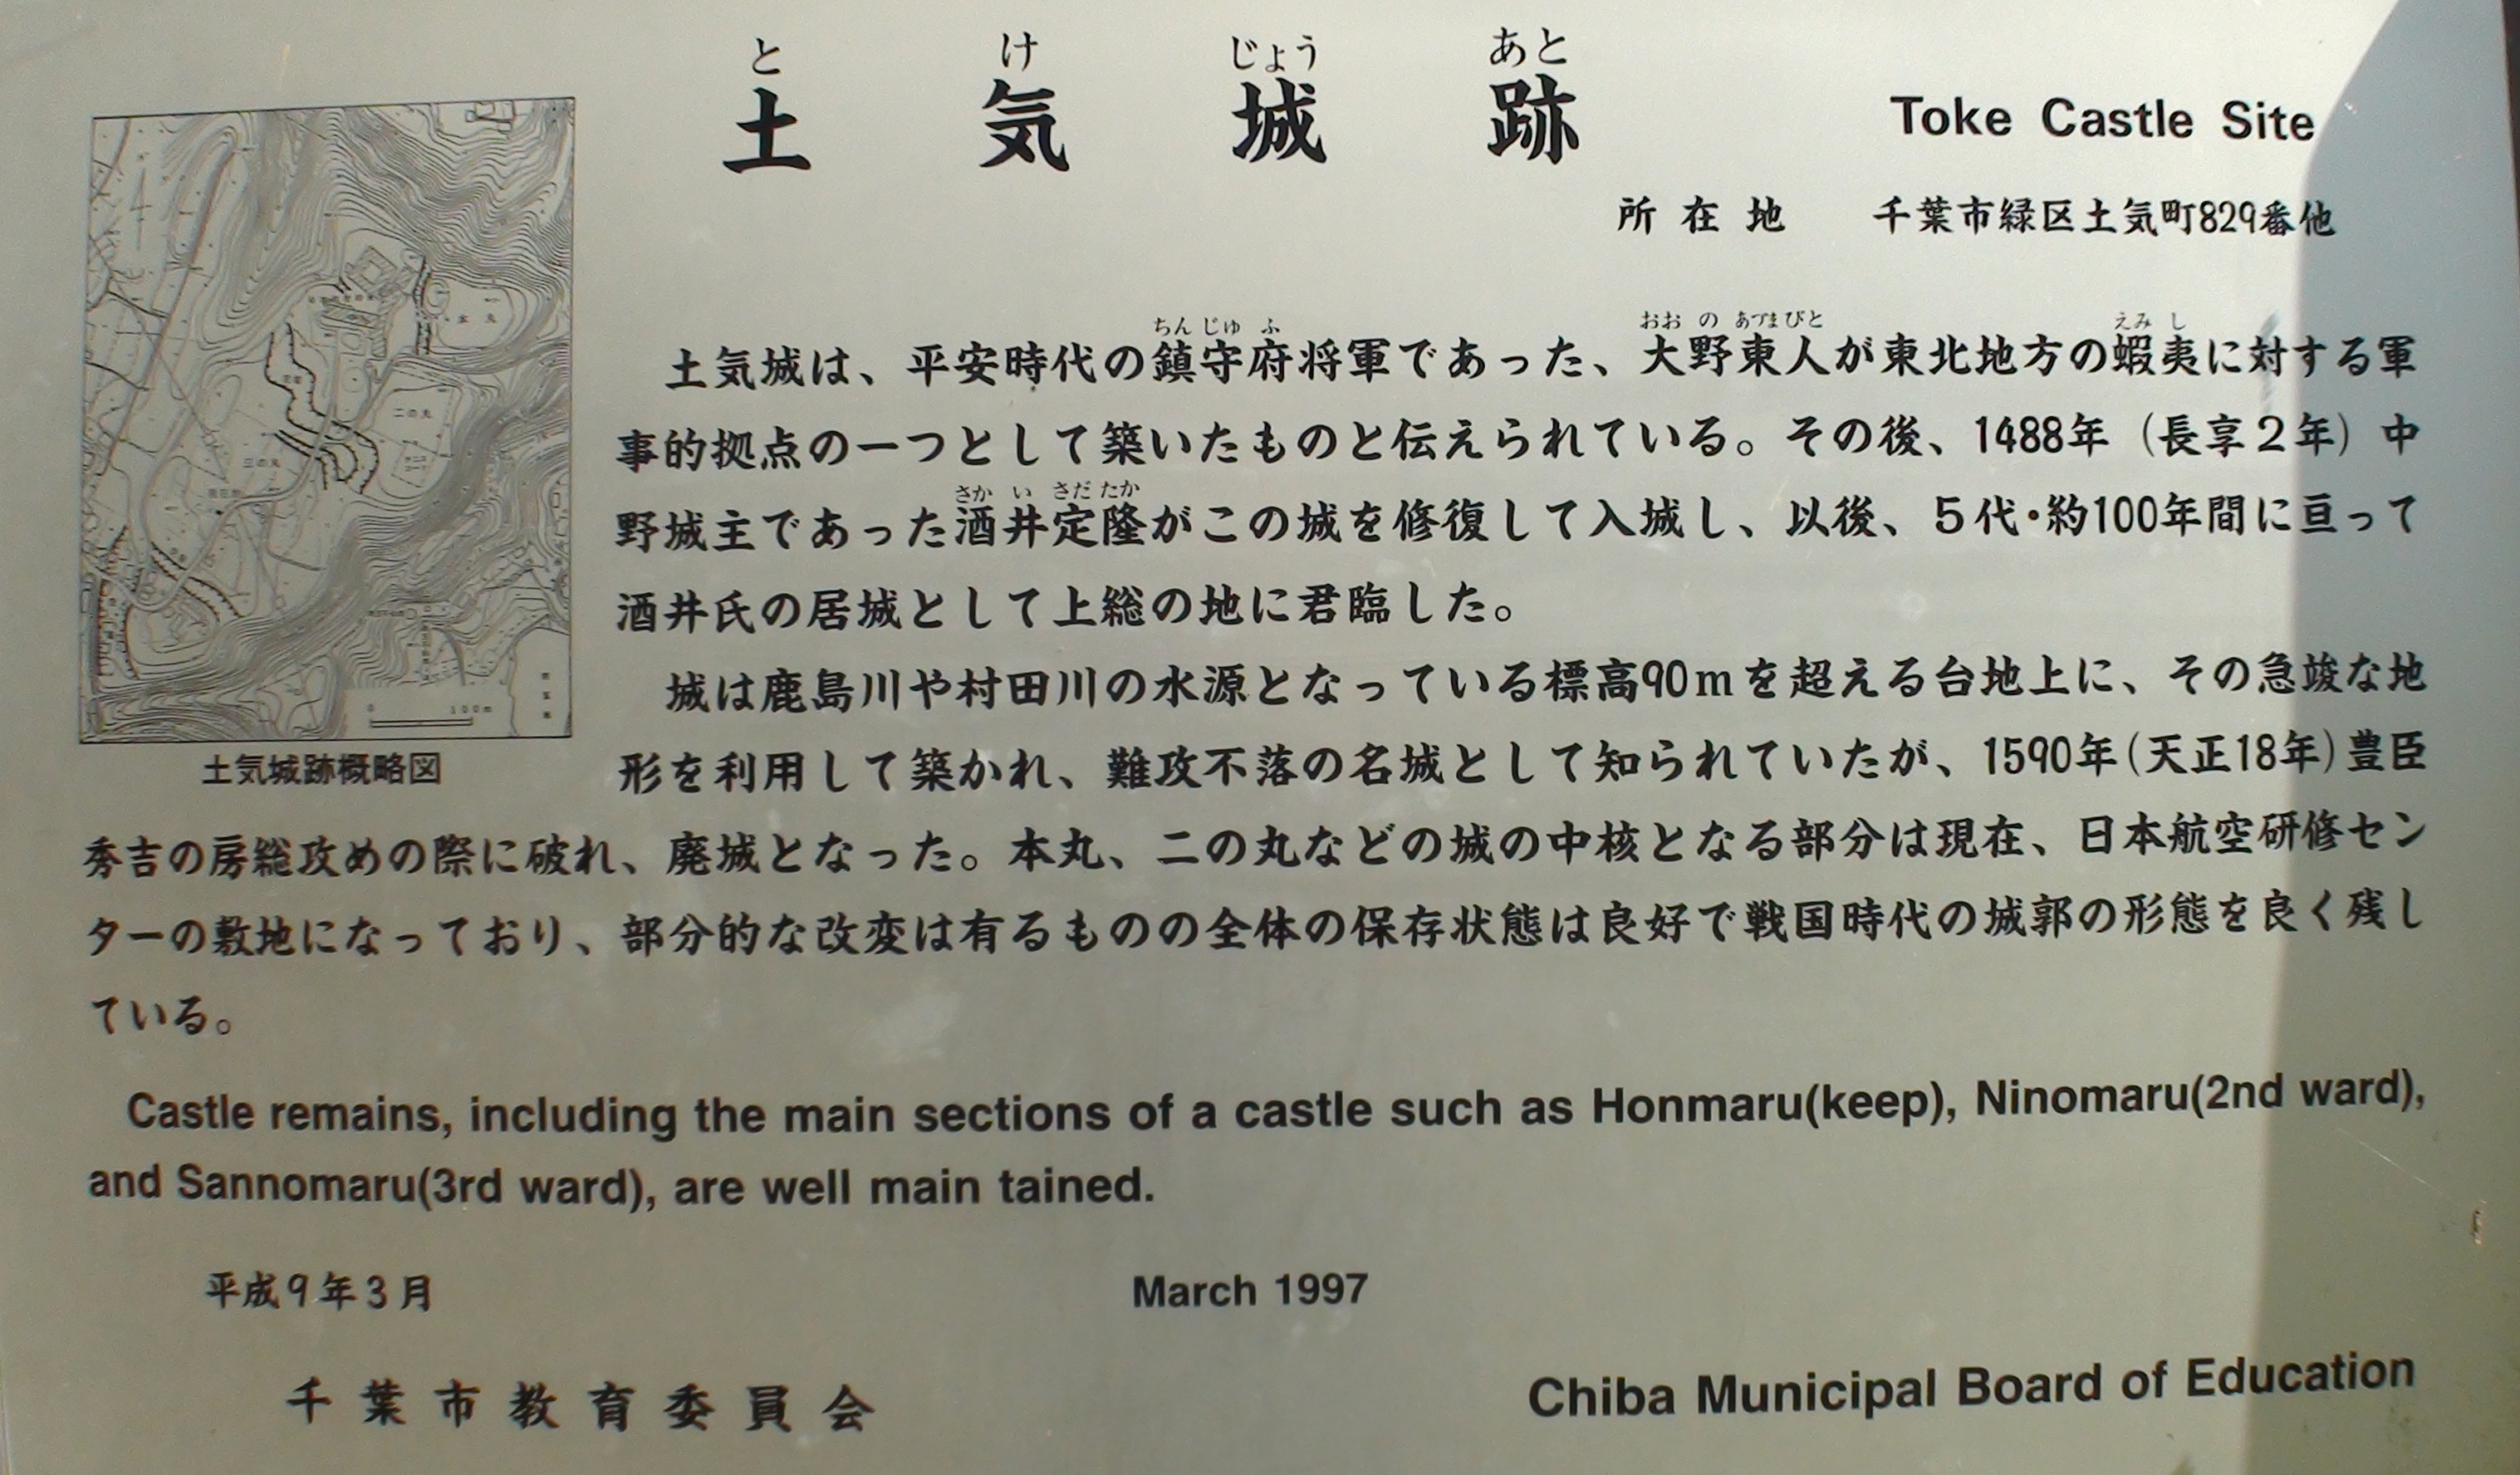 と け じょう あと
土気城跡
Toke Castle Site
所在地 千葉市緑区土気町829番他
ちんじゅふ おおのあづまびと えみし
土気城は、平安時代の鎮守府将軍であった、大野東人が東北地方の蝦夷に対する軍
事的拠点の一つとして築いたものと伝えられている。その後、1488年（長享２年）中
さかいさだたか
野城主であった酒井定隆がこの城を修復して入城し、以後、５代・約100年間に亘って
酒井氏の居城として上総の地に君臨した。
城は鹿島川や村田川の水源となっている標高90ｍを超える台地上に、その急竣な地
形を利用して築かれ、難攻不落の名城として知られていたが、1590年(天正18年)豊臣
秀吉の房総攻めの際に破れ、廃城となった。本丸、二の丸などの城の中核となる部分は現在、日本航空研修セン
ターの敷地になっており、部分的な改変は有るものの全体の保存状態は良好で戦国時代の城郭の形態を良く残し
ている。
二の丸
三の丸
0 100m
土気城跡概略図
Castle remains, including the main sections of a castle such as Honmaru(keep), Ninomaru(2nd ward),
and Sannomaru(3rd ward), are well main tained.
平成９年３月 March 1997
千葉市教育委員会 Chiba Municipal Board of Education